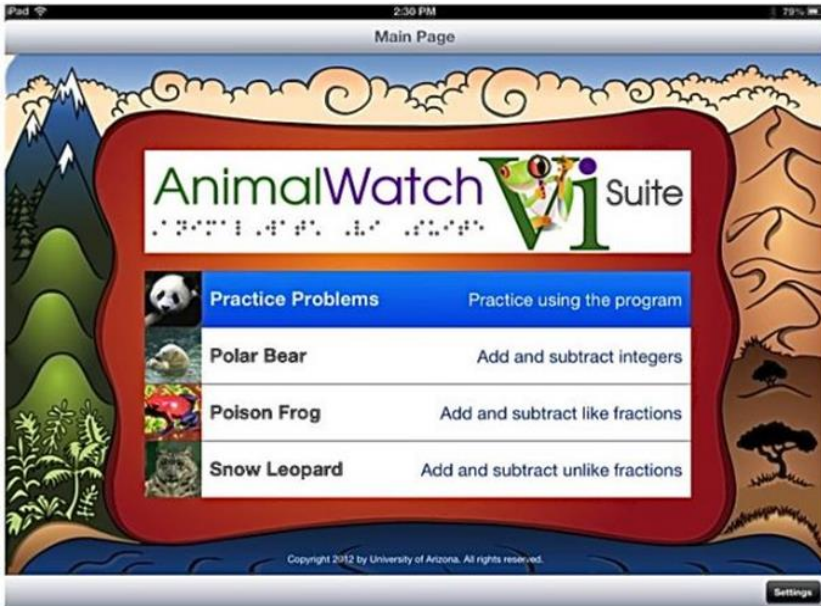 iPad 2:30 PM 79%
Main Page
AnimalWatch Vi Suite
Practice Problems Practice using the program
Polar Bear Add and subtract integers
Poison Frog Add and subtract like fractions
Snow Leopard Add and subtract unlike fractions
Copyright 2012 by University of Arizona. All rights reserved.
Settings